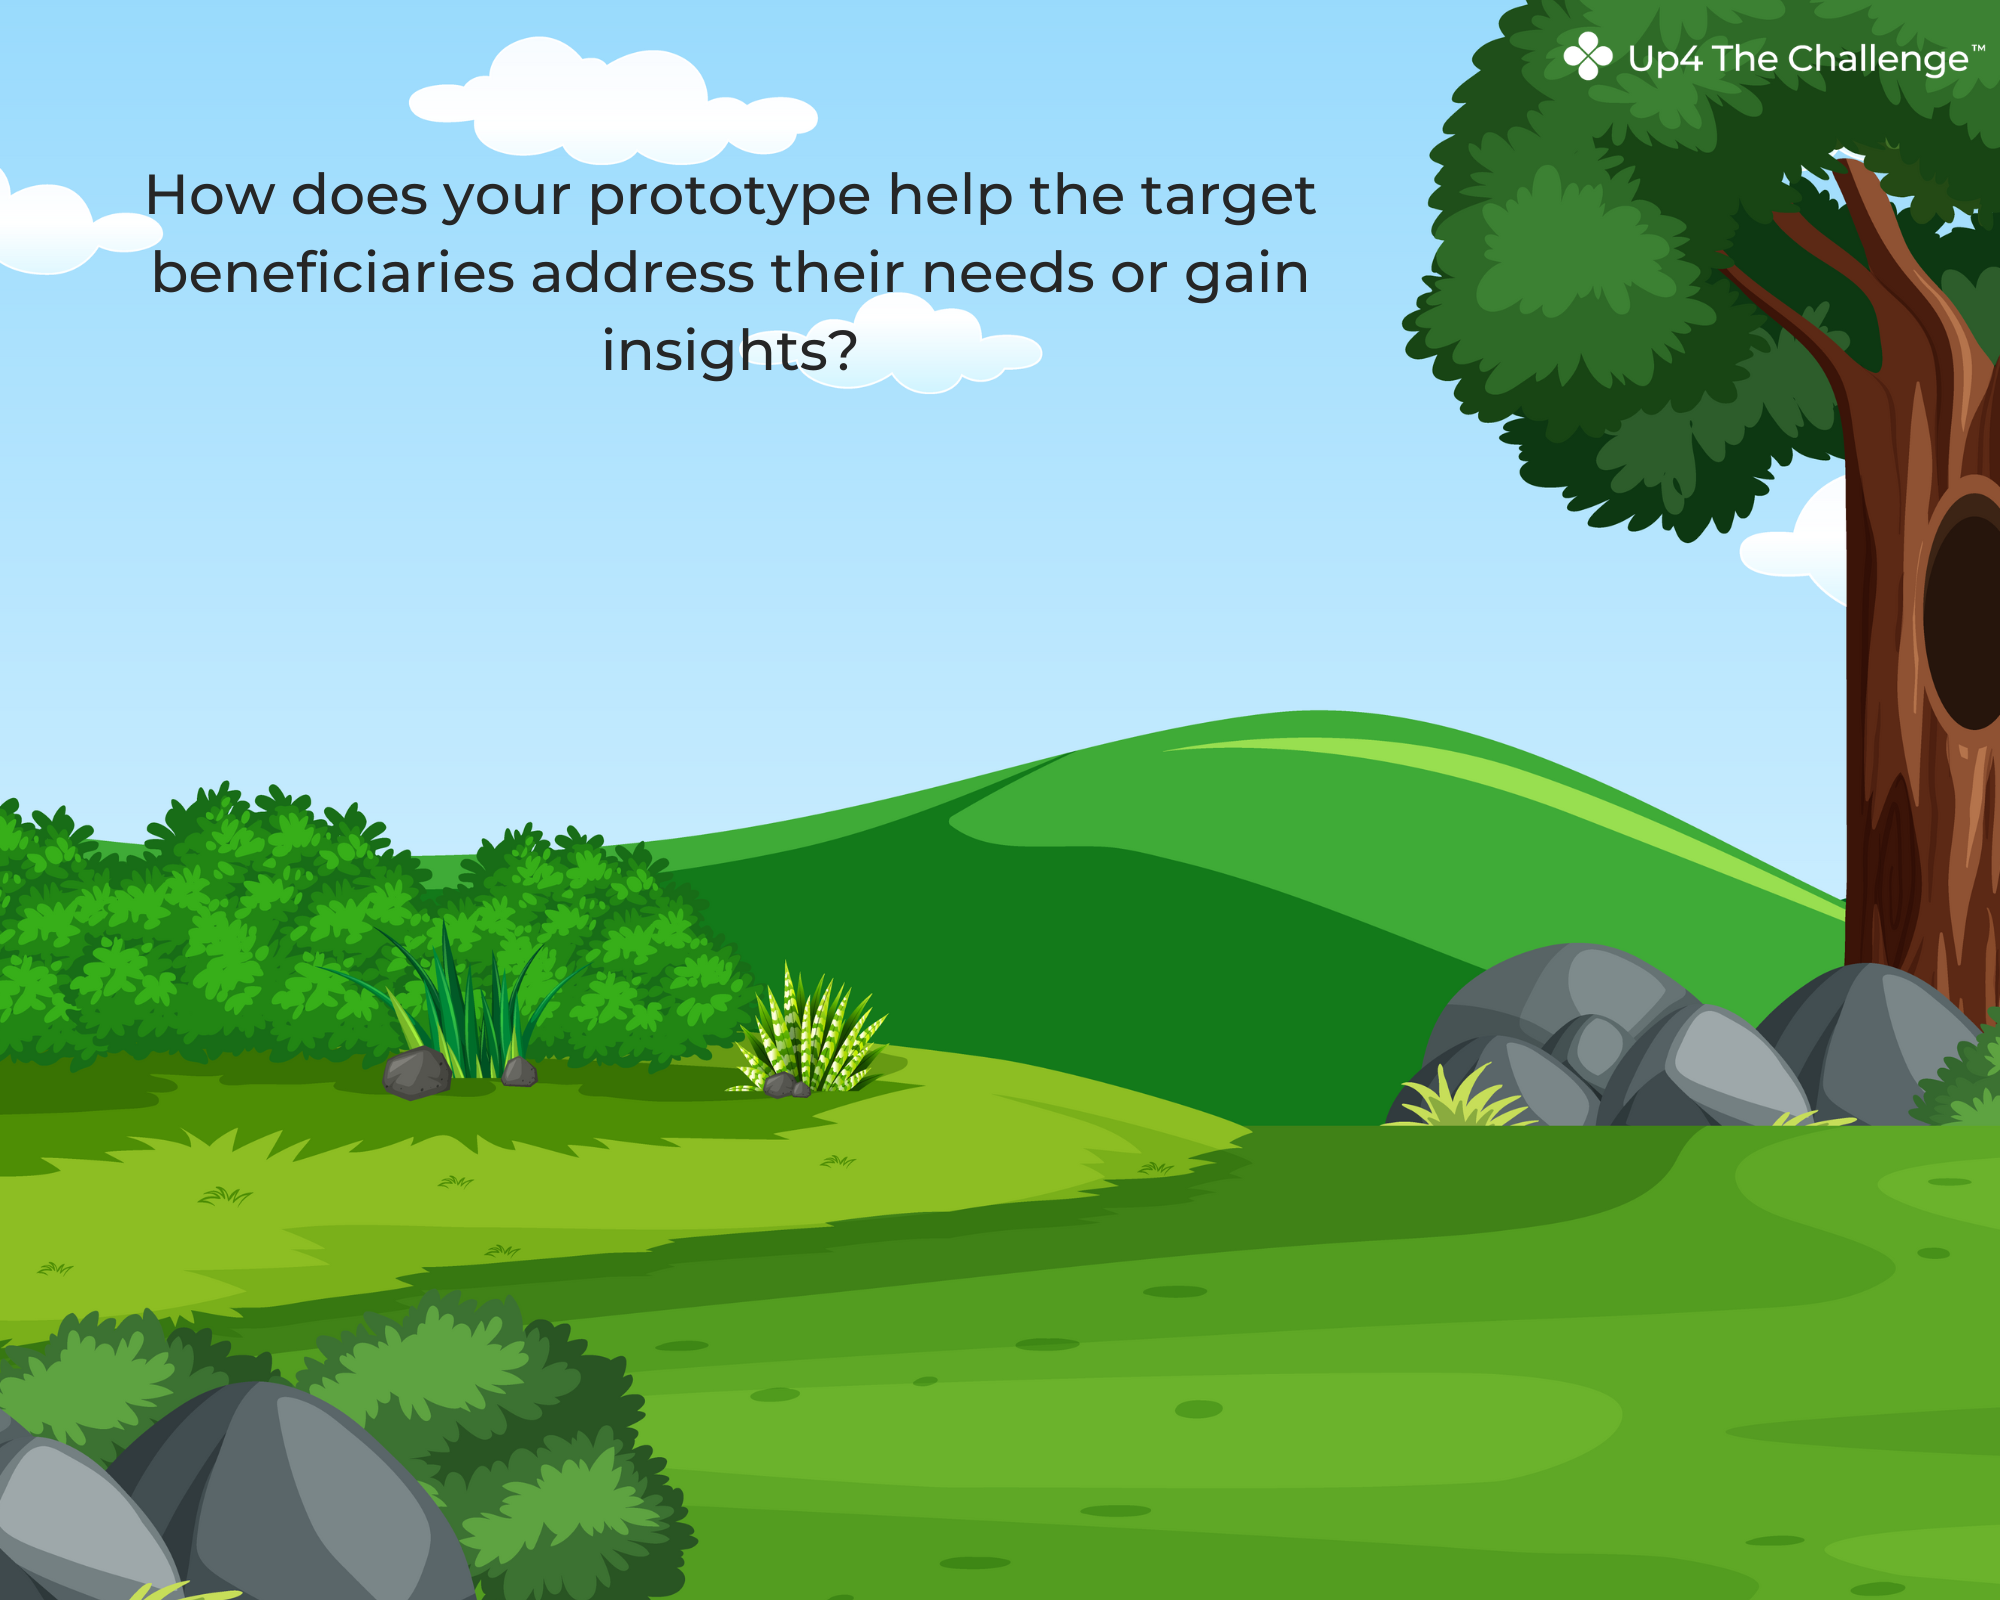 Up4 The Challenge™
How does your prototype help the target
beneficiaries address their needs or gain
insights?